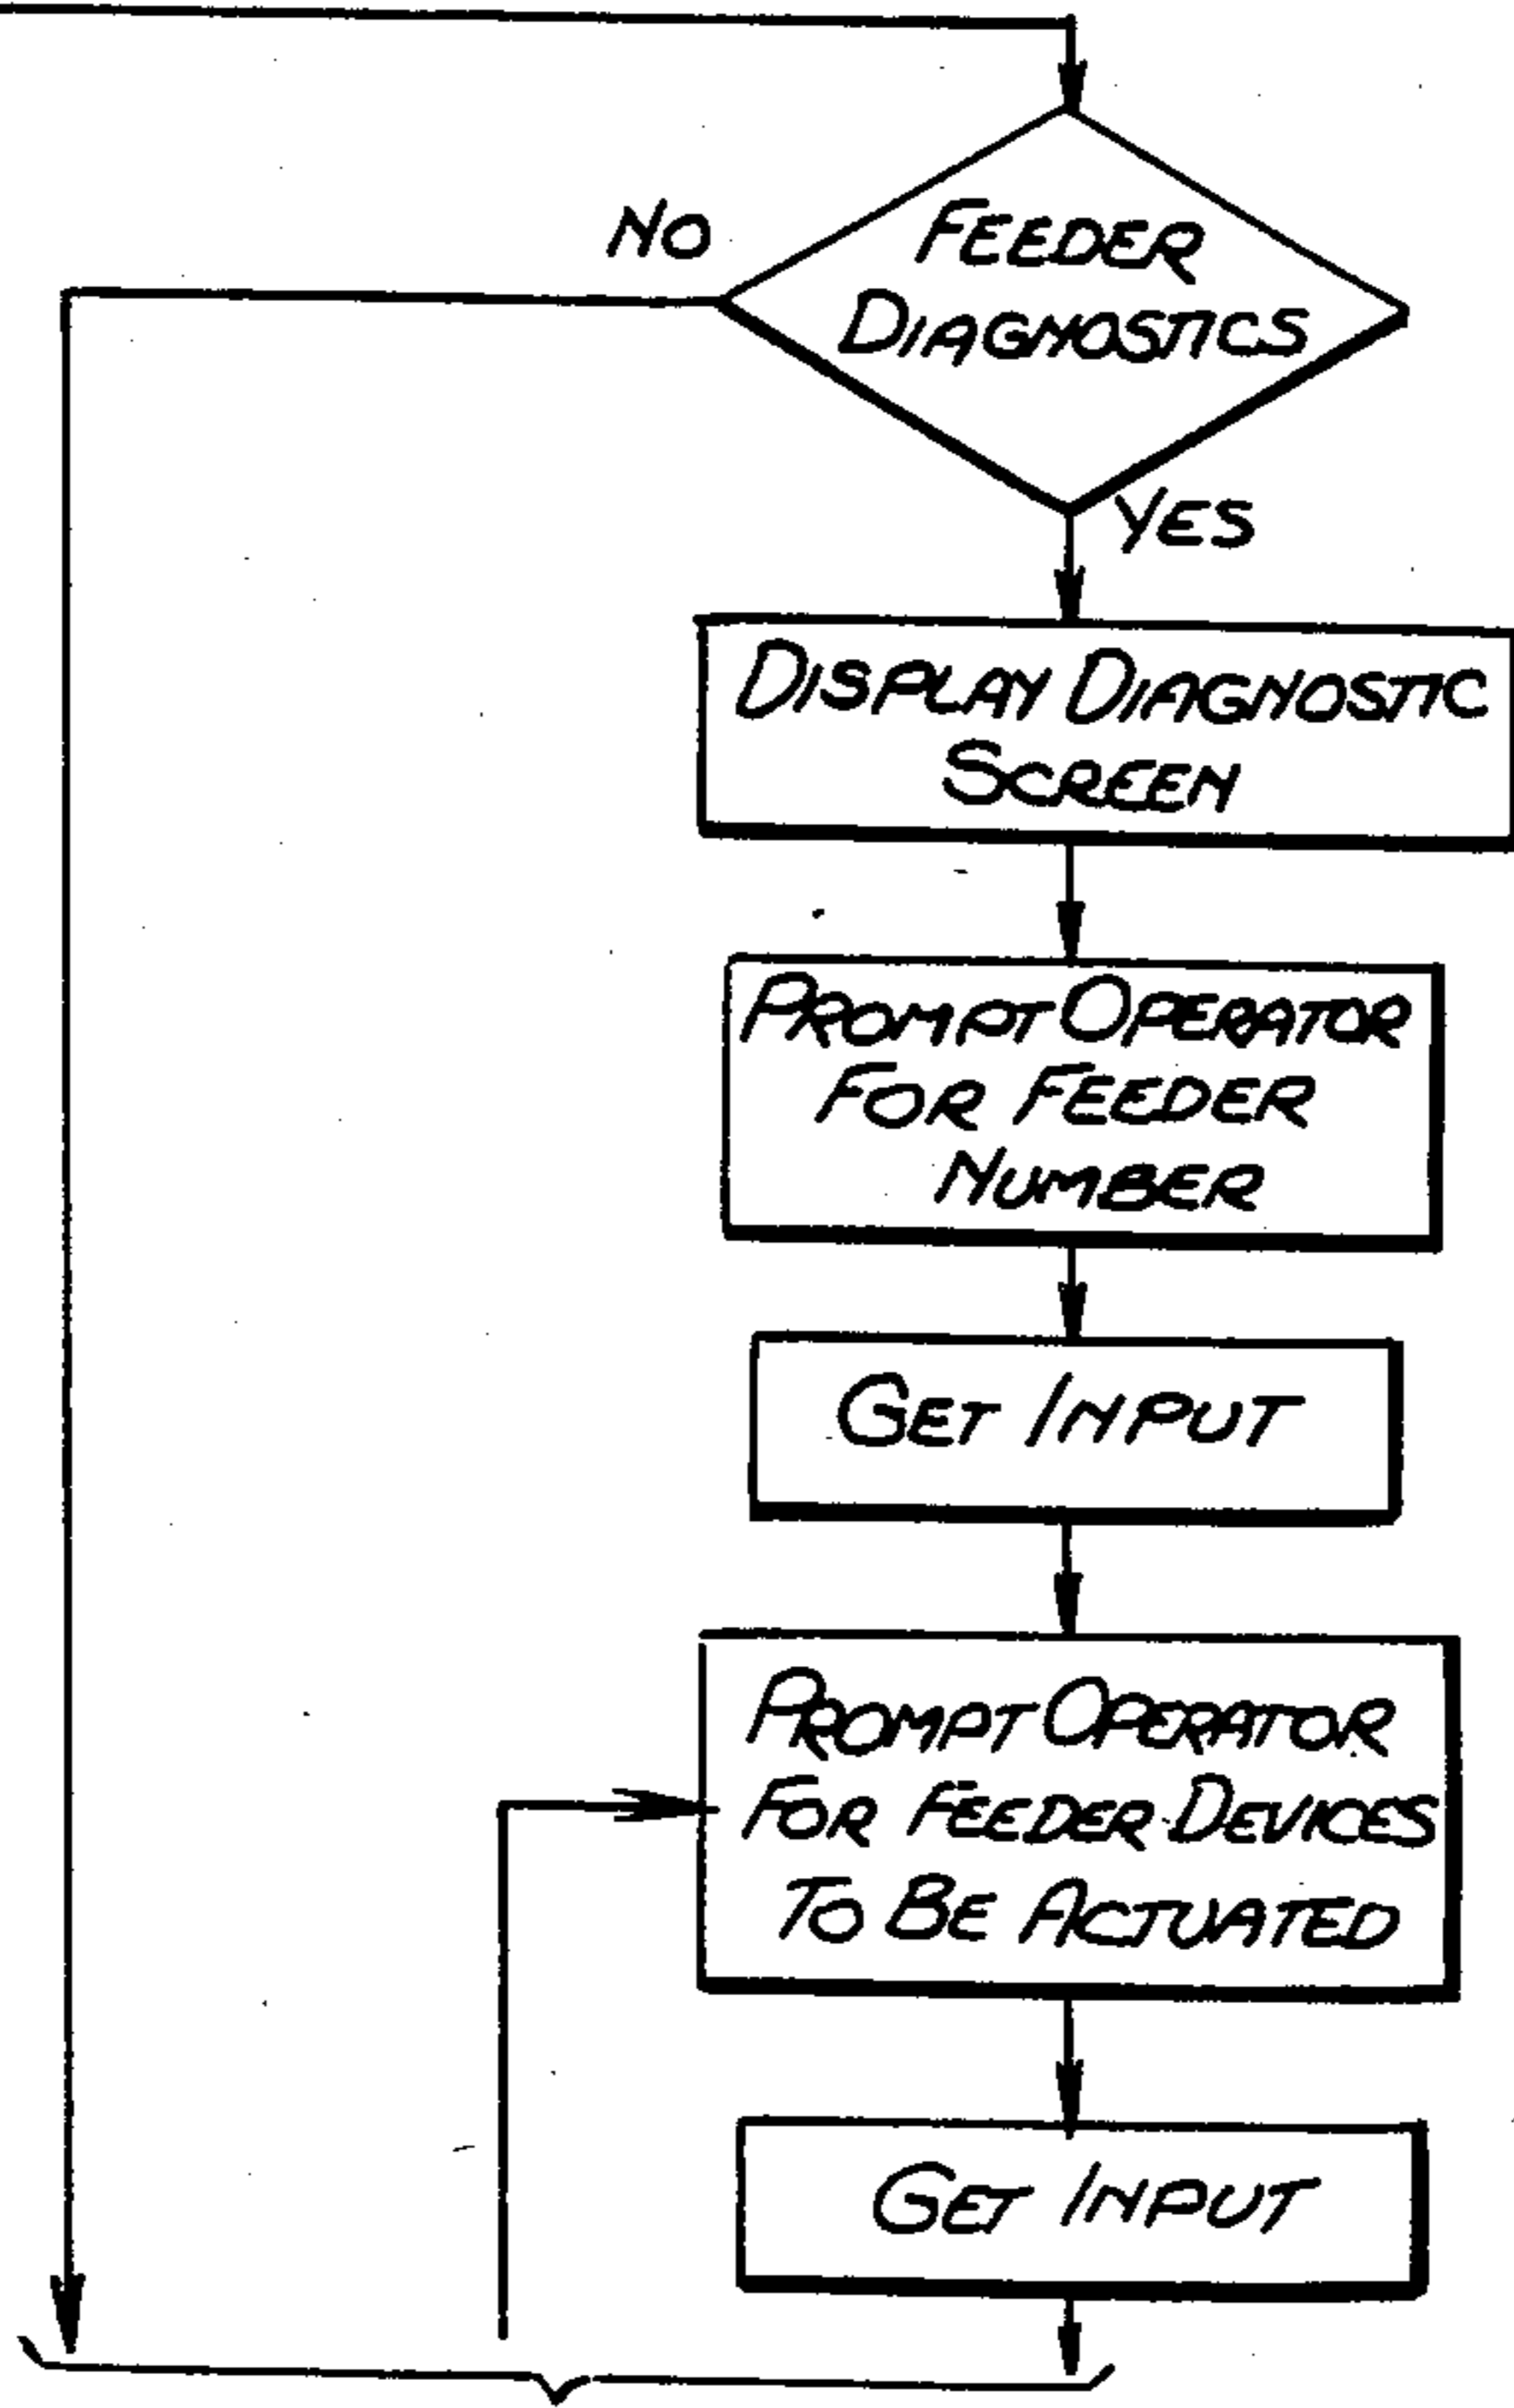 NO
FEEDER
DIAGNOSTICS
YES
DISPLAY DIAGNOSTIC
SCREEN
PROMPT OPERATOR
FOR FEEDER
NUMBER
GET INPUT
PROMPT OPERATOR
FOR FEEDER DEVICES
TO BE ACTUATED
GET INPUT